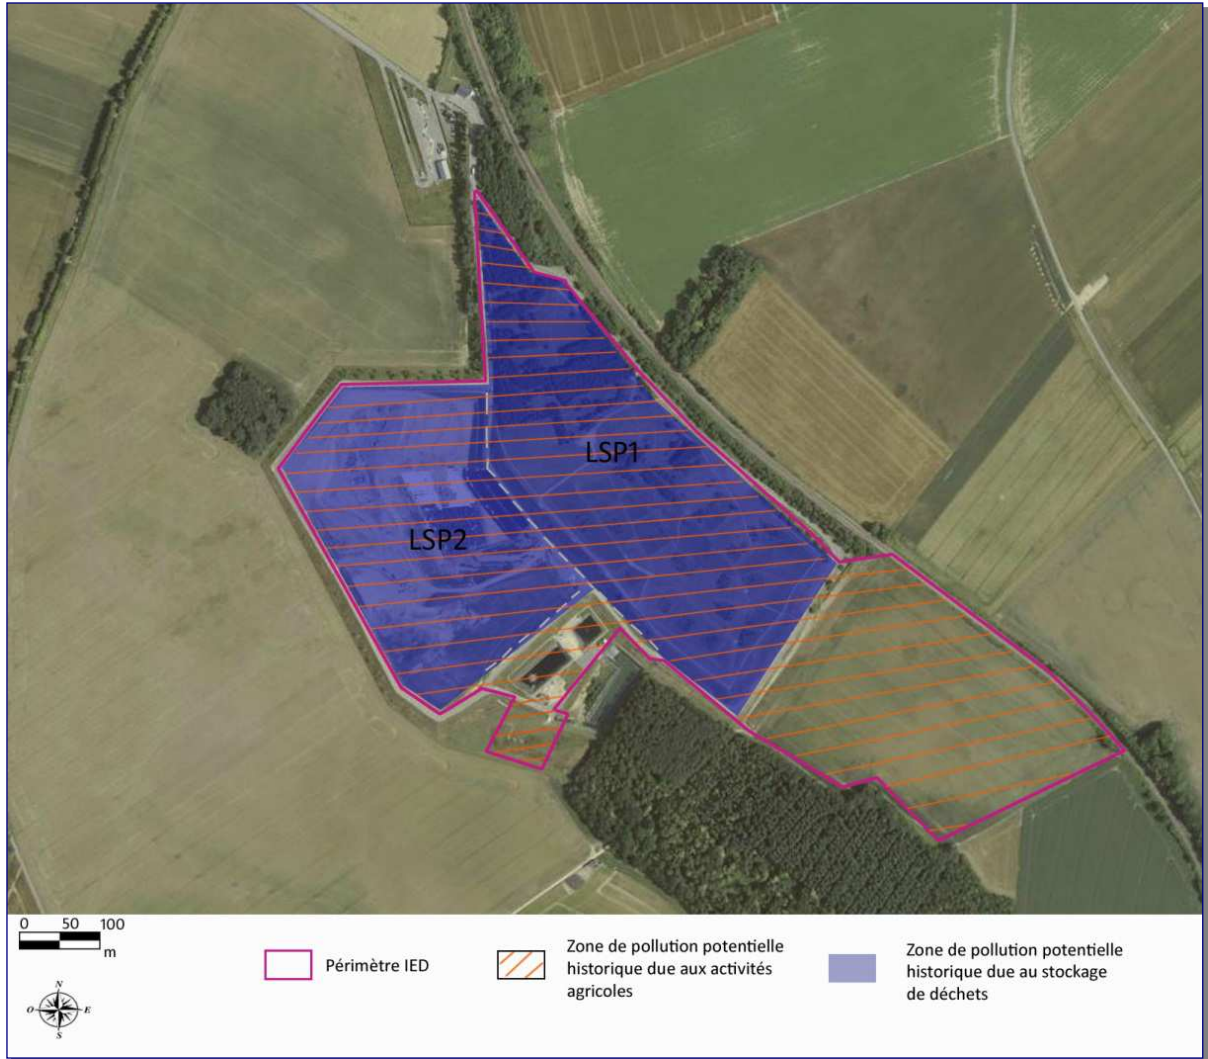 LSP1
LSP2
0 50 100
m
Périmètre IED
Zone de pollution potentielle
historique due aux activités
agricoles
Zone de pollution potentielle
historique due au stockage
de déchets
N
O E
S